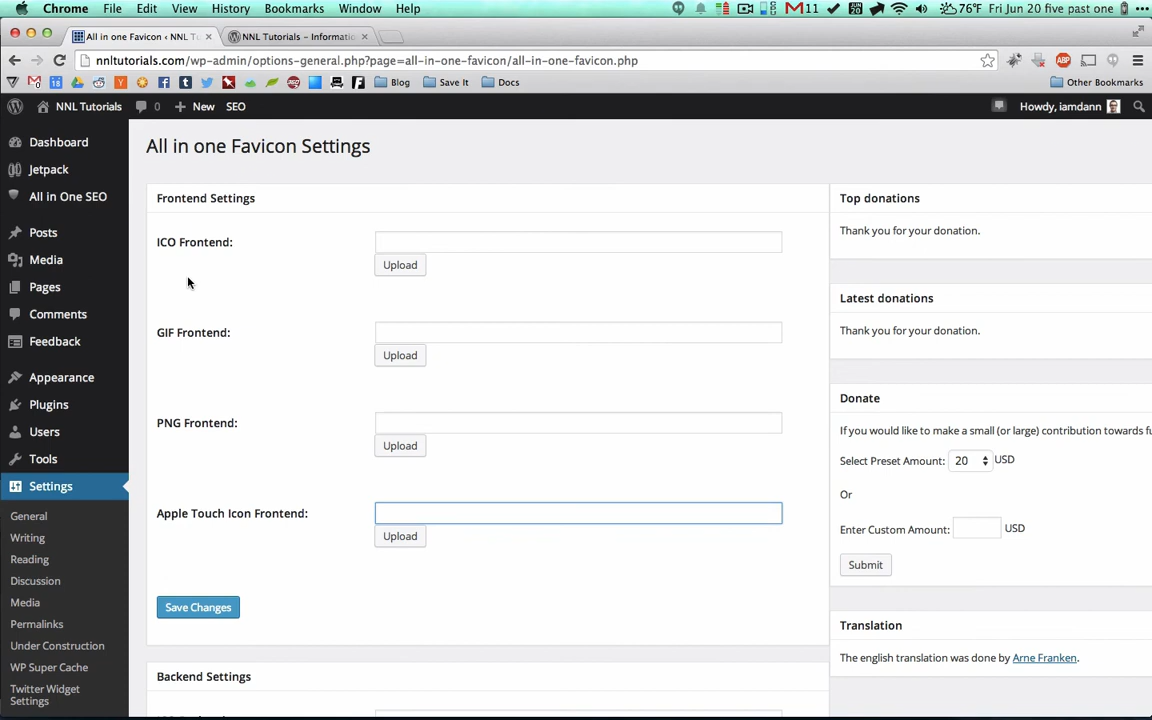 Chrome File Edit View History Bookmarks Window Help 11 JUN 20 76°F Fri Jun 20 five past one
All in one Favicon ‹ NNL Tu × NNL Tutorials – Informatio ×
nnltutorials.com/wp-admin/options-general.php?page=all-in-one-favicon/all-in-one-favicon.php
Blog Save It Docs Other Bookmarks
NNL Tutorials 0 + New SEO Howdy, iamdann
Dashboard
Jetpack
All in One SEO
Posts
Media
Pages
Comments
Feedback
Appearance
Plugins
Users
Tools
Settings
General
Writing
Reading
Discussion
Media
Permalinks
Under Construction
WP Super Cache
Twitter Widget
Settings
All in one Favicon Settings
Frontend Settings
ICO Frontend:
Upload
GIF Frontend:
Upload
PNG Frontend:
Upload
Apple Touch Icon Frontend:
Upload
Save Changes
Backend Settings
Top donations
Thank you for your donation.
Latest donations
Thank you for your donation.
Donate
If you would like to make a small (or large) contribution towards fu
Select Preset Amount: 20 USD
Or
Enter Custom Amount: USD
Submit
Translation
The english translation was done by Arne Franken.